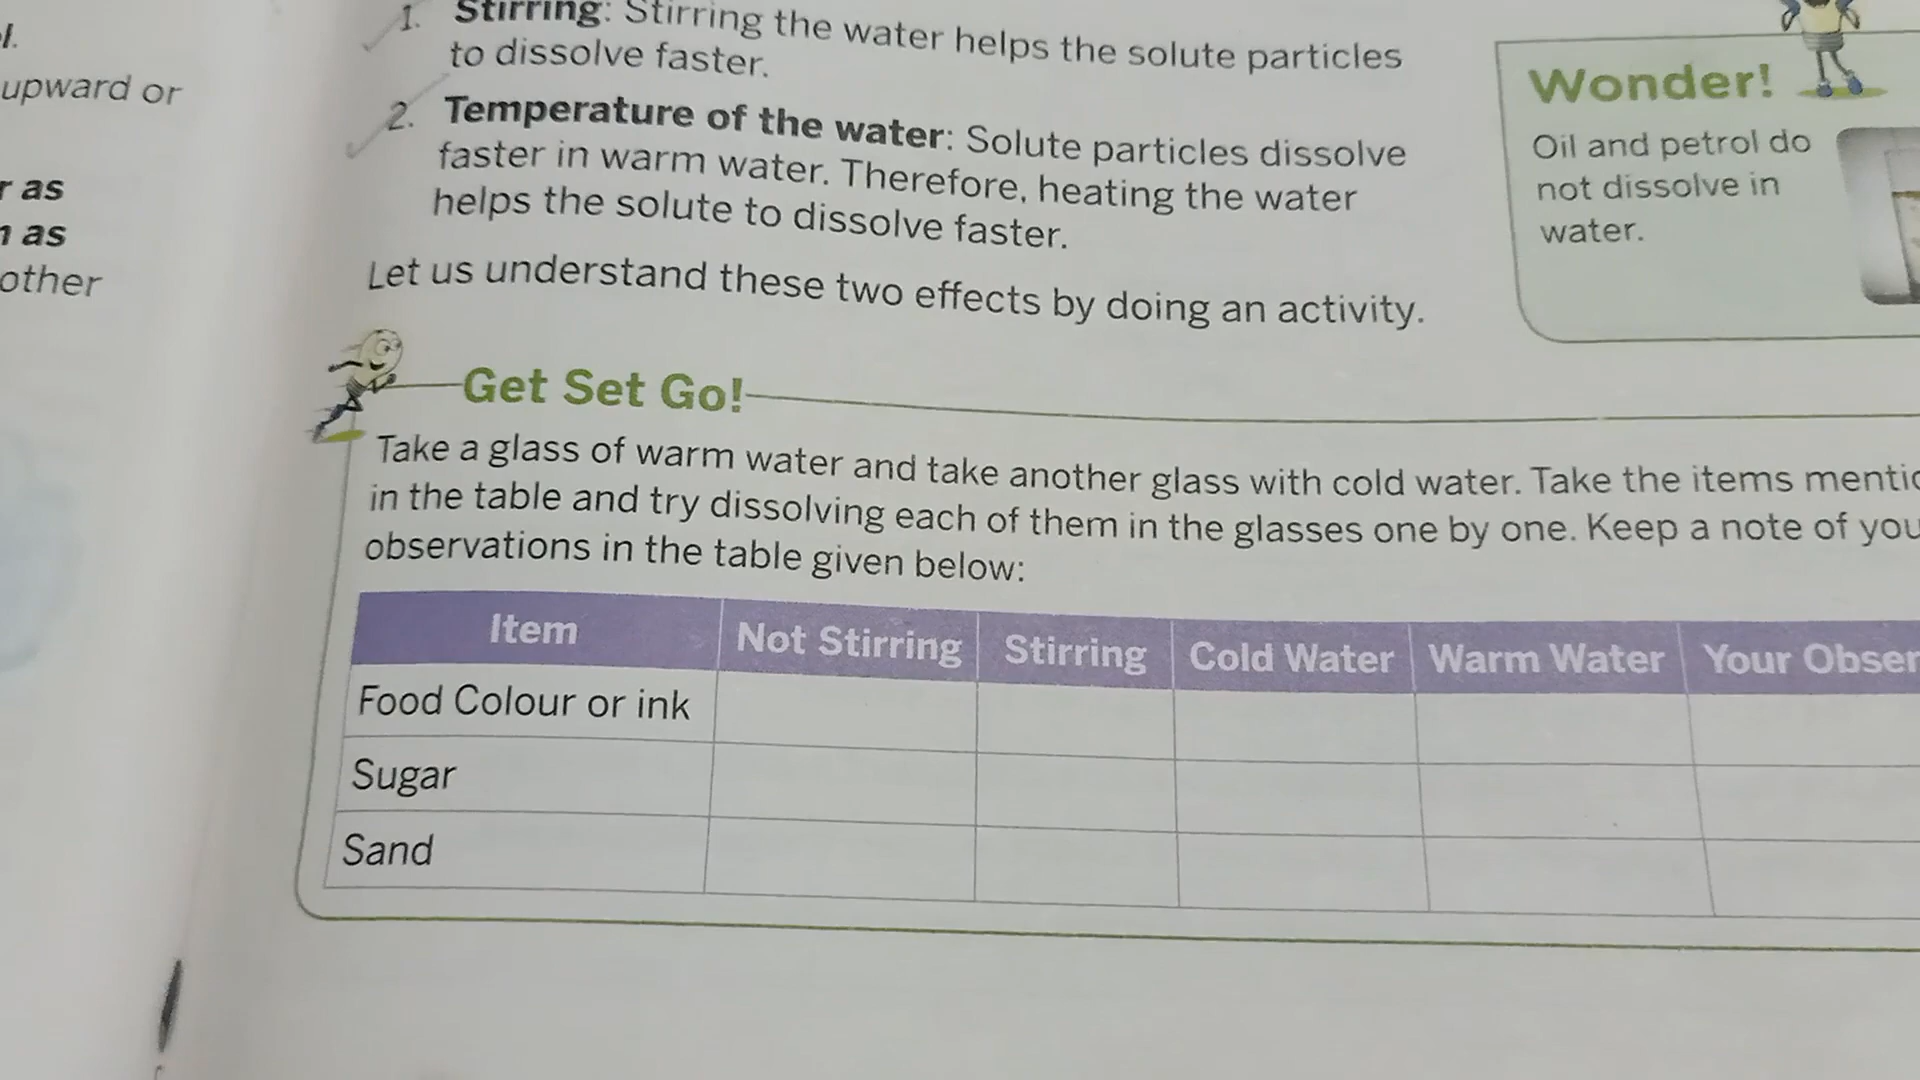 l.
upward or
r as
as
other
1. Stirring: Stirring the water helps the solute particles
to dissolve faster.
2. Temperature of the water: Solute particles dissolve
faster in warm water. Therefore, heating the water
helps the solute to dissolve faster.
Let us understand these two effects by doing an activity.
Wonder!
Oil and petrol do
not dissolve in
water.
Get Set Go!
Take a glass of warm water and take another glass with cold water. Take the items mentio
in the table and try dissolving each of them in the glasses one by one. Keep a note of you
observations in the table given below:
Item Not Stirring Stirring Cold Water Warm Water Your Obser
Food Colour or ink
Sugar
Sand